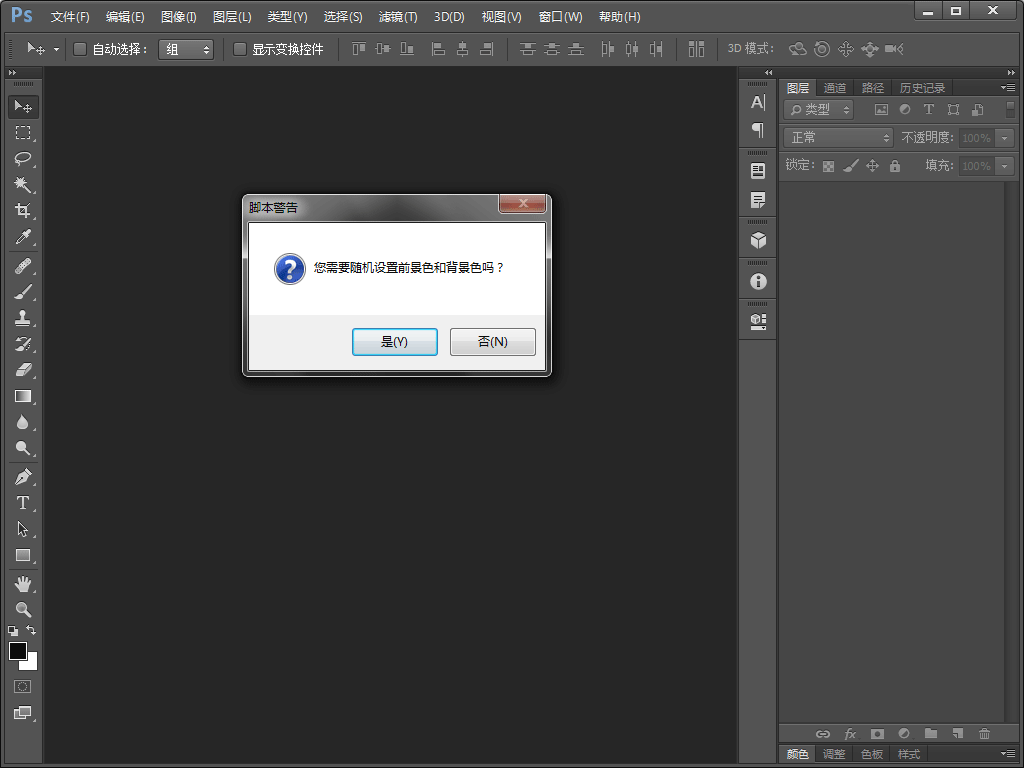 Ps 文件(F) 编辑(E) 图像(I) 图层(L) 类型(Y) 选择(S) 滤镜(T) 3D(D) 视图(V) 窗口(W) 帮助(H)
自动选择： 组 显示变换控件 3D 模式：
图层 通道 路径 历史记录
类型
正常 不透明度： 100%
锁定： 填充： 100%
脚本警告
您需要随机设置前景色和背景色吗？
是(Y) 否(N)
颜色 调整 色板 样式